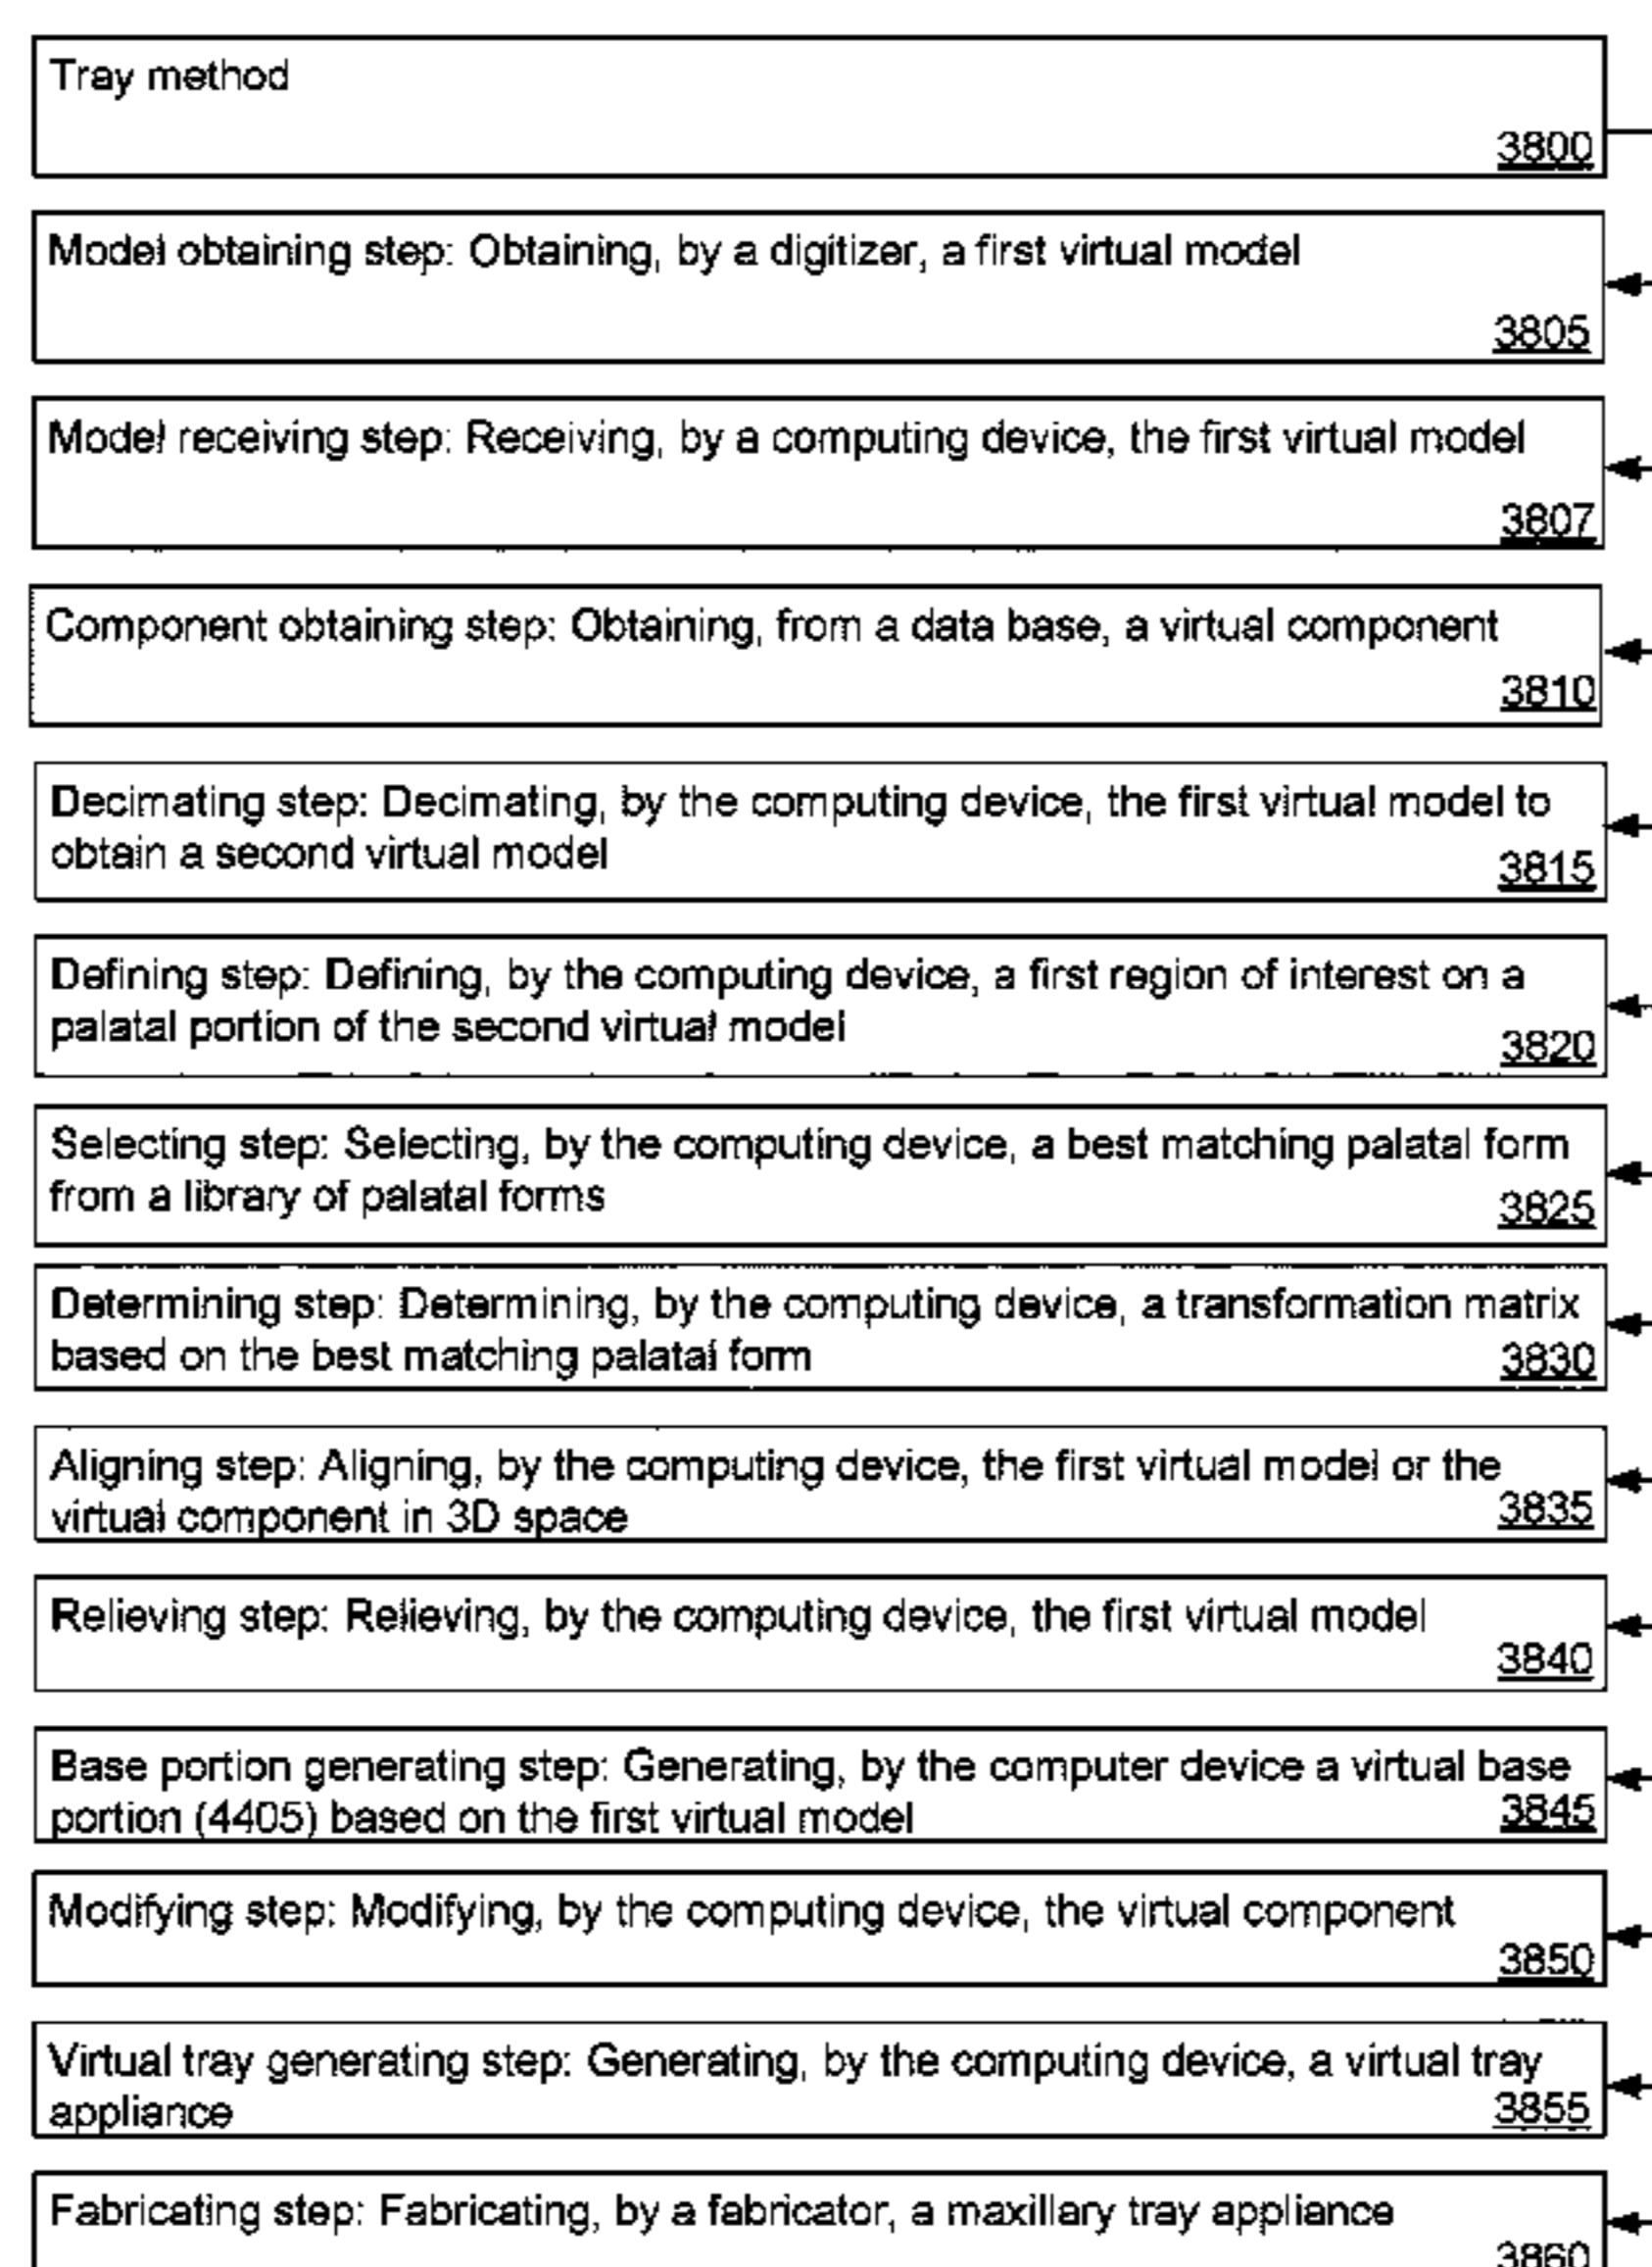 Tray method
3800
Model obtaining step: Obtaining, by a digitizer, a first virtual model
3805
Model receiving step: Receiving, by a computing device, the first virtual model
3807
Component obtaining step: Obtaining, from a data base, a virtual component
3810
Decimating step: Decimating, by the computing device, the first virtual model to
obtain a second virtual model
3815
Defining step: Defining, by the computing device, a first region of interest on a
palatal portion of the second virtual model
3820
Selecting step: Selecting, by the computing device, a best matching palatal form
from a library of palatal forms
3825
Determining step: Determining, by the computing device, a transformation matrix
based on the best matching palatal form
3830
Aligning step: Aligning, by the computing device, the first virtual model or the
virtual component in 3D space
3835
Relieving step: Relieving, by the computing device, the first virtual model
3840
Base portion generating step: Generating, by the computer device a virtual base
portion (4405) based on the first virtual model
3845
Modifying step: Modifying, by the computing device, the virtual component
3850
Virtual tray generating step: Generating, by the computing device, a virtual tray
appliance
3855
Fabricating step: Fabricating, by a fabricator, a maxillary tray appliance
3860